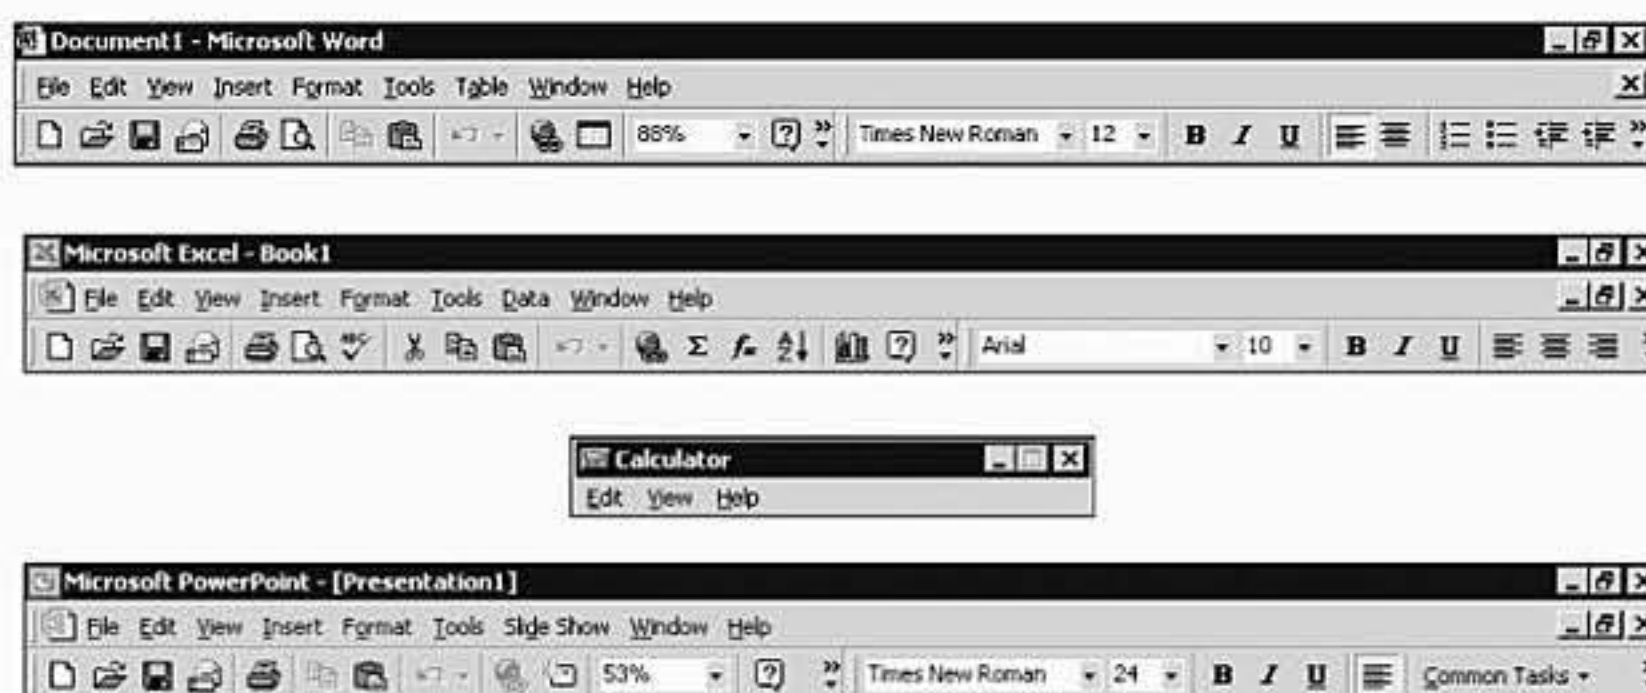 Document1 - Microsoft Word
File Edit View Insert Format Tools Table Window Help
88% Times New Roman 12 B I U
Microsoft Excel - Book1
File Edit View Insert Format Tools Data Window Help
ABC Σ f= A Z Arial 10 B I U
Calculator
Edit View Help
Microsoft PowerPoint - [Presentation1]
File Edit View Insert Format Tools Slide Show Window Help
53% Times New Roman 24 B I U Common Tasks